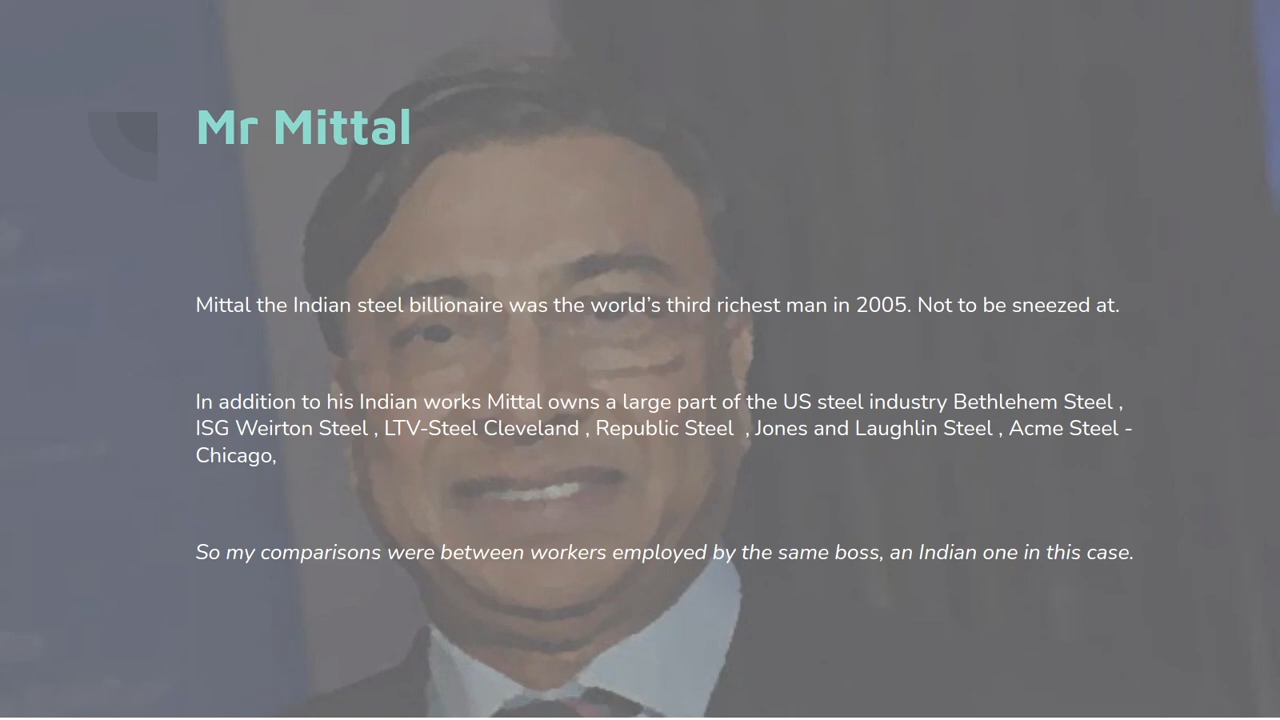 Mr Mittal
Mittal the Indian steel billionaire was the world’s third richest man in 2005. Not to be sneezed at.
In addition to his Indian works Mittal owns a large part of the US steel industry Bethlehem Steel ,
ISG Weirton Steel , LTV-Steel Cleveland , Republic Steel  , Jones and Laughlin Steel , Acme Steel -
Chicago,
So my comparisons were between workers employed by the same boss, an Indian one in this case.